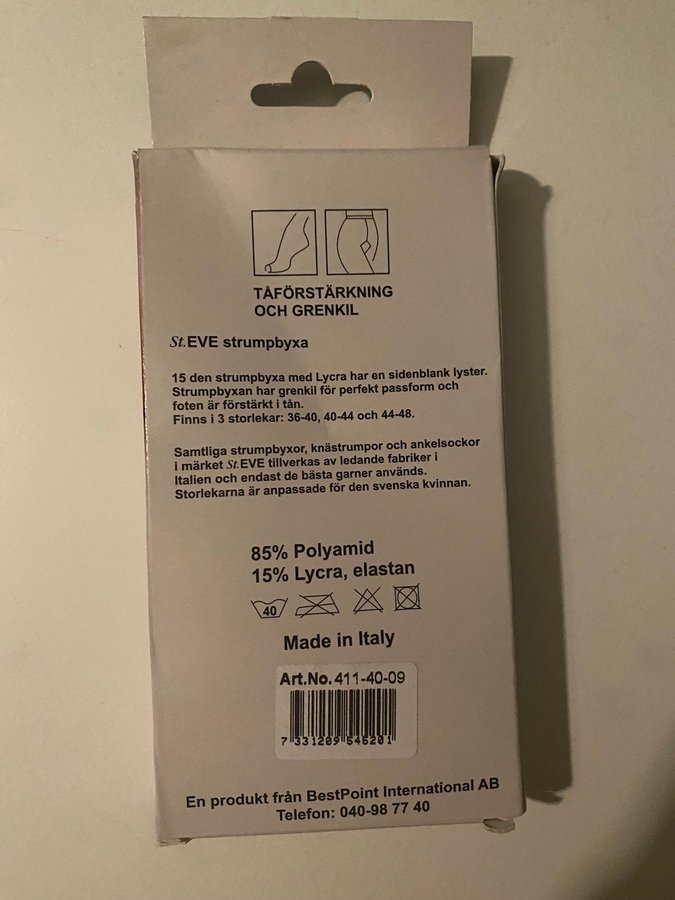 TÅFÖRSTÄRKNING
OCH GRENKIL
St.EVE strumpbyxa
15 den strumpbyxa med Lycra har en sidenblank lyster.
Strumpbyxan har grenkil för perfekt passform och
foten är förstärkt i tån.
Finns i 3 storlekar: 36-40, 40-44 och 44-48.
Samtliga strumpbyxor, knästrumpor och ankelsockor
i märket St.EVE tillverkas av ledande fabriker i
Italien och endast de bästa garner används.
Storlekarna är anpassade för den svenska kvinnan.
85% Polyamid
15% Lycra, elastan
40
Made in Italy
Art.No. 411-40-09
7 331209 545201
En produkt från BestPoint International AB
Telefon: 040-98 77 40